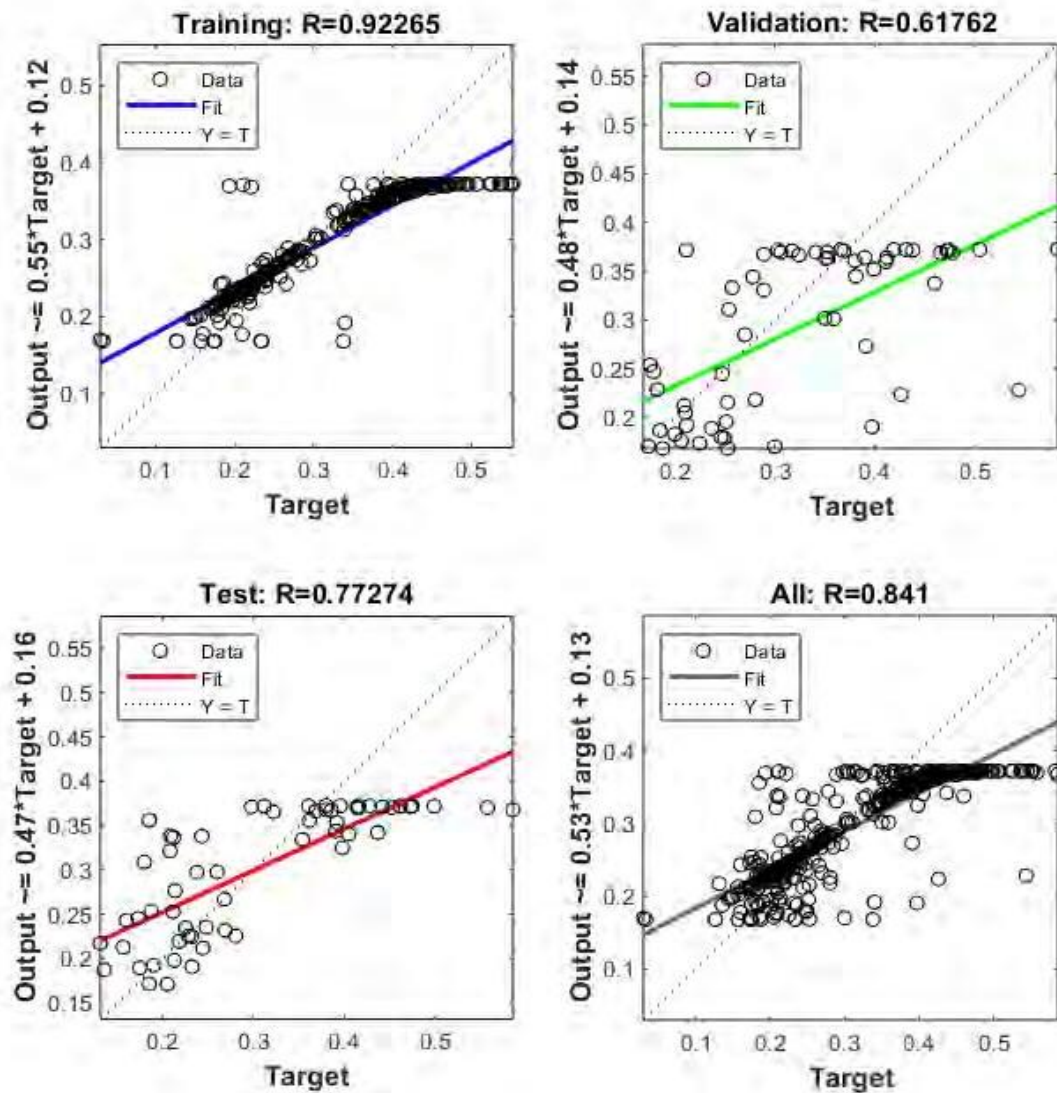 Training: R=0.92265
Output ~= 0.55*Target + 0.12
Data
Fit
Y = T
0.5
0.4
0.3
0.2
0.1
0.1
0.2
0.3
0.4
0.5
Target
Validation: R=0.61762
Output ~= 0.48*Target + 0.14
Data
Fit
Y = T
0.55
0.5
0.45
0.4
0.35
0.3
0.25
0.2
0.2
0.3
0.4
0.5
Target
Test: R=0.77274
Output ~= 0.47*Target + 0.16
Data
Fit
Y = T
0.55
0.5
0.45
0.4
0.35
0.3
0.25
0.2
0.15
0.2
0.3
0.4
0.5
Target
All: R=0.841
Output ~= 0.53*Target + 0.13
Data
Fit
Y = T
0.5
0.4
0.3
0.2
0.1
0.1
0.2
0.3
0.4
0.5
Target